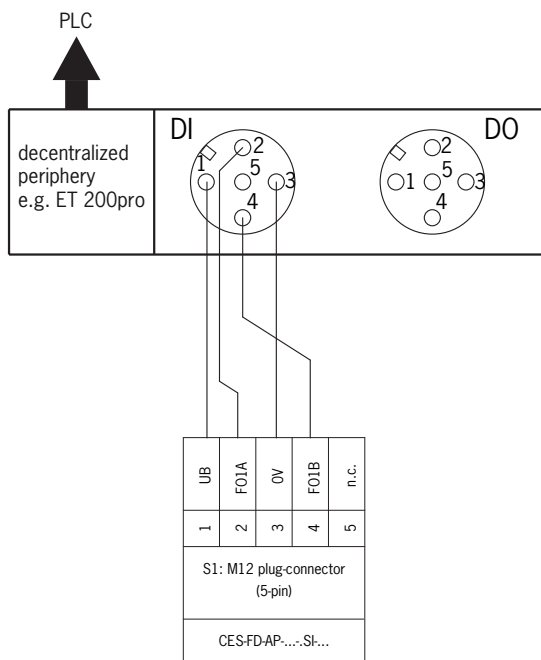 PLC
decentralized
periphery
e.g. ET 200pro
DI
1
2
5
3
4
DO
2
5
1
3
4
UB
FO1A
0V
FO1B
n.c.
1
2
3
4
5
S1: M12 plug-connector
(5-pin)
CES-FD-AP-...-.SI-...